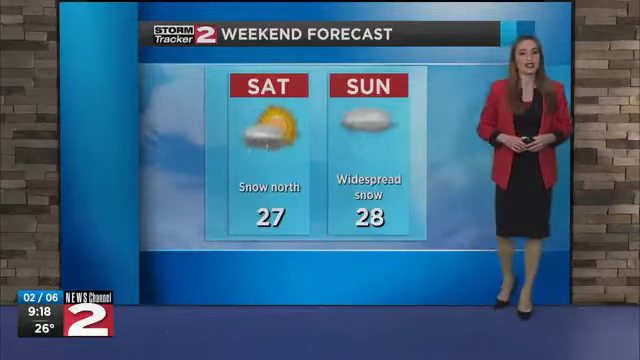 STORM
Tracker 2 WEEKEND FORECAST
SAT
SUN
Snow north
27
Widespread
snow
28
02 / 06
9:18
26°
NEWS Channel
2